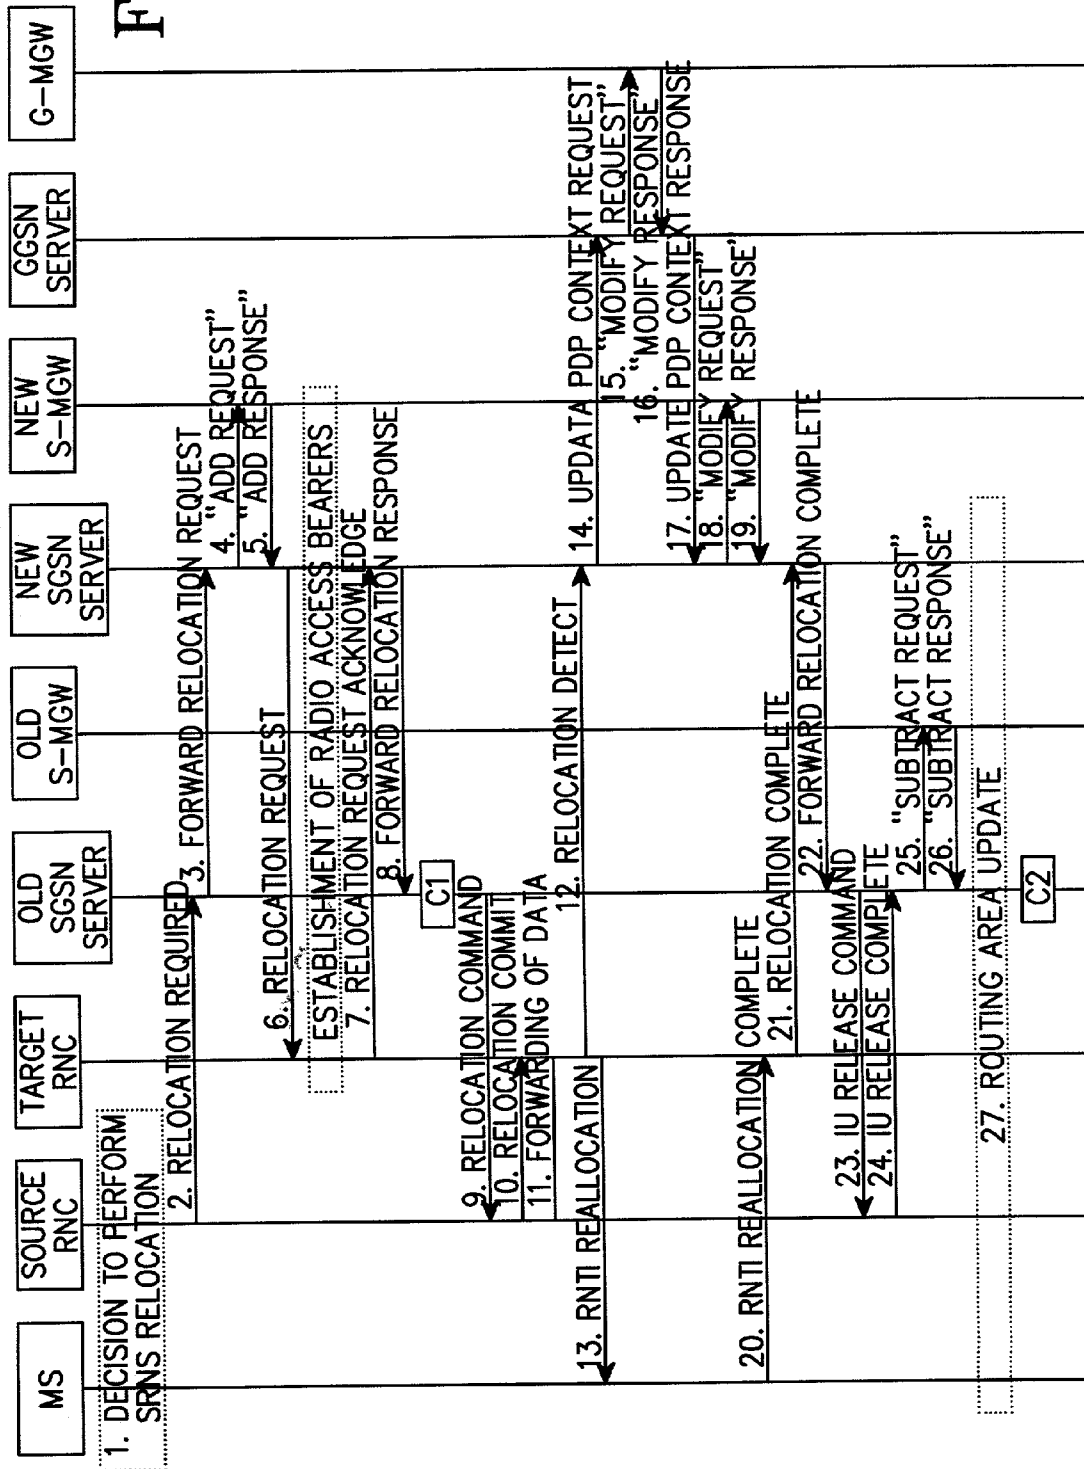 F
MS
SOURCE
RNC
TARGET
RNC
OLD
SGSN
SERVER
OLD
S-MGW
NEW
SGSN
SERVER
NEW
S-MGW
GGSN
SERVER
G-MGW
1. DECISION TO PERFORM
SRNS RELOCATION
2. RELOCATION REQUIRED
3. FORWARD RELOCATION REQUEST
4. "ADD REQUEST"
5. "ADD RESPONSE"
6. RELOCATION REQUEST
ESTABLISHMENT OF RADIO ACCESS BEARERS
7. RELOCATION REQUEST ACKNOWLEDGE
8. FORWARD RELOCATION RESPONSE
C1
9. RELOCATION COMMAND
10. RELOCATION COMMIT
11. FORWARDING OF DATA
12. RELOCATION DETECT
13. RNTI REALLOCATION
14. UPDATA PDP CONTEXT REQUEST
15. "MODIFY REQUEST"
16. "MODIFY RESPONSE"
17. UPDATE PDP CONTEXT RESPONSE
18. "MODIFY REQUEST"
19. "MODIFY RESPONSE"
20. RNTI REALLOCATION COMPLETE
21. RELOCATION COMPLETE
22. FORWARD RELOCATION COMPLETE
23. IU RELEASE COMMAND
24. IU RELEASE COMPLETE
25. "SUBTRACT REQUEST"
26. "SUBTRACT RESPONSE"
27. ROUTING AREA UPDATE
C2